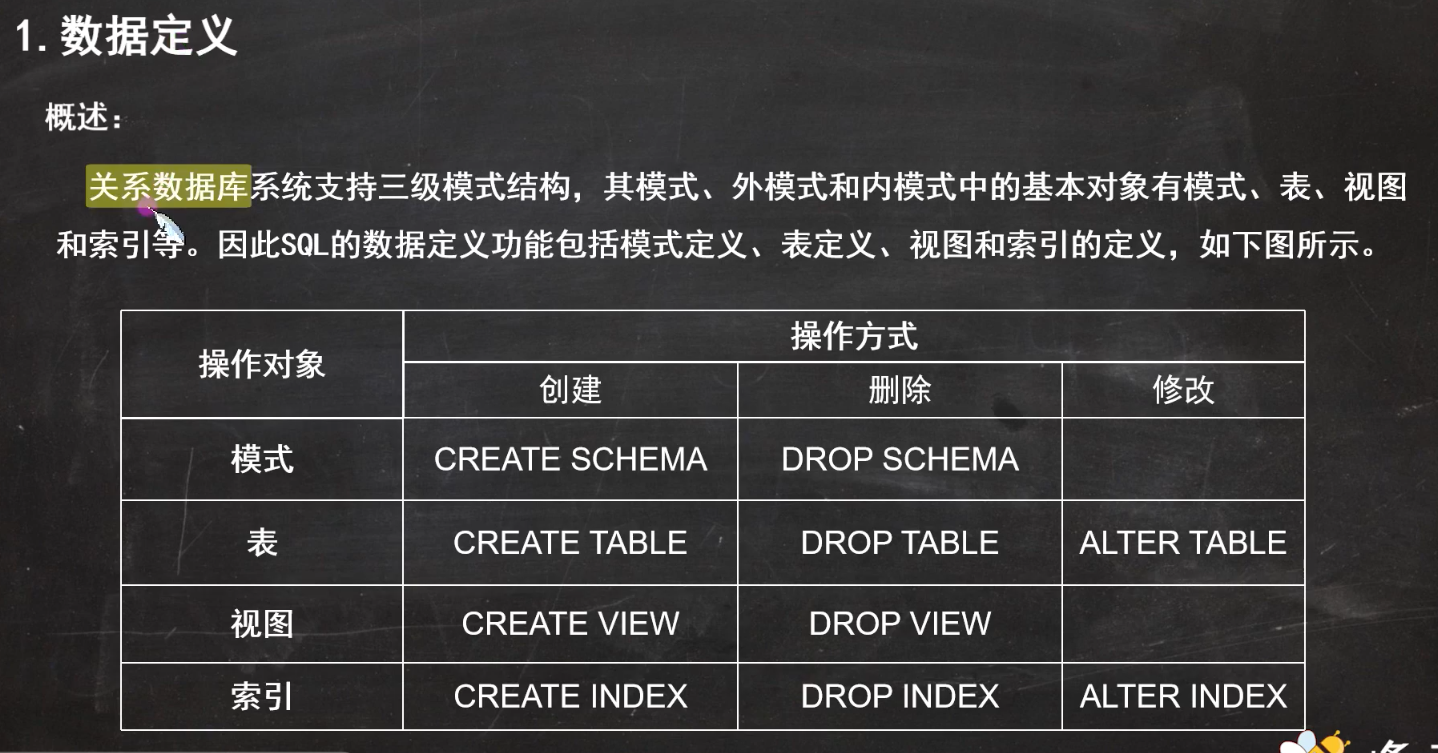 1.数据定义
概述：
关系数据库系统支持三级模式结构，其模式、外模式和内模式中的基本对象有模式、表、视图
和索引等。因此SQL的数据定义功能包括模式定义、表定义、视图和索引的定义，如下图所示。
操作对象 操作方式
创建 删除 修改
模式 CREATE SCHEMA DROP SCHEMA
表 CREATE TABLE DROP TABLE ALTER TABLE
视图 CREATE VIEW DROP VIEW
索引 CREATE INDEX DROP INDEX ALTER INDEX